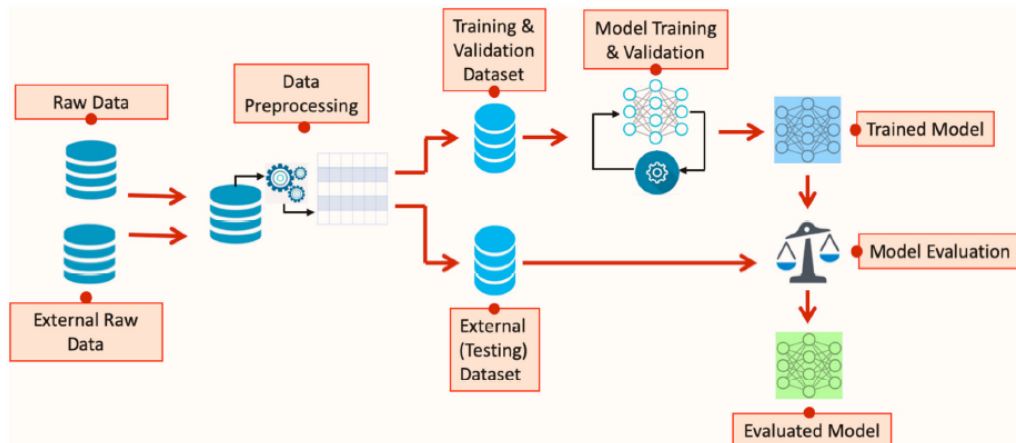 Raw Data
External Raw
Data
Data
Preprocessing
Training &
Validation
Dataset
External
(Testing)
Dataset
Model Training
& Validation
Trained Model
Model Evaluation
Evaluated Model